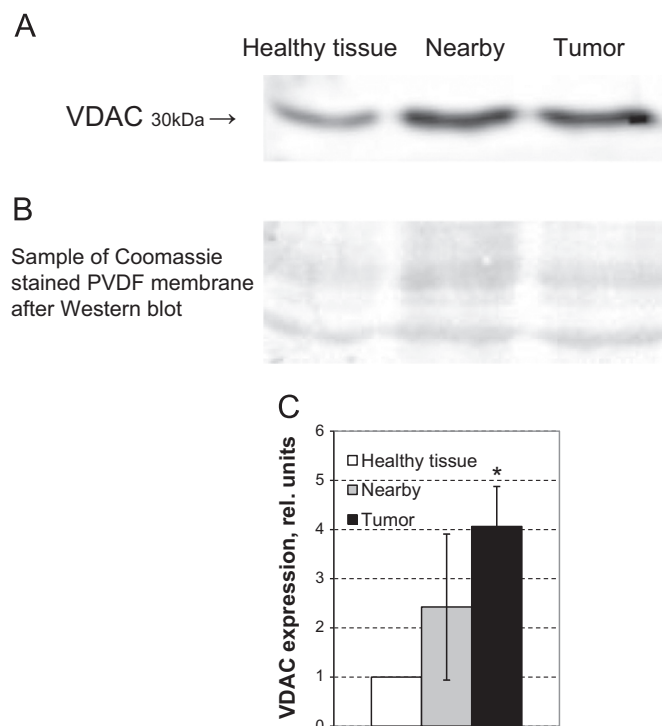 A
Healthy tissue Nearby Tumor
VDAC 30kDa →
B
Sample of Coomassie
stained PVDF membrane
after Western blot
C
VDAC expression, rel. units
6
5
4
3
2
1
0
Healthy tissue
Nearby
Tumor
*